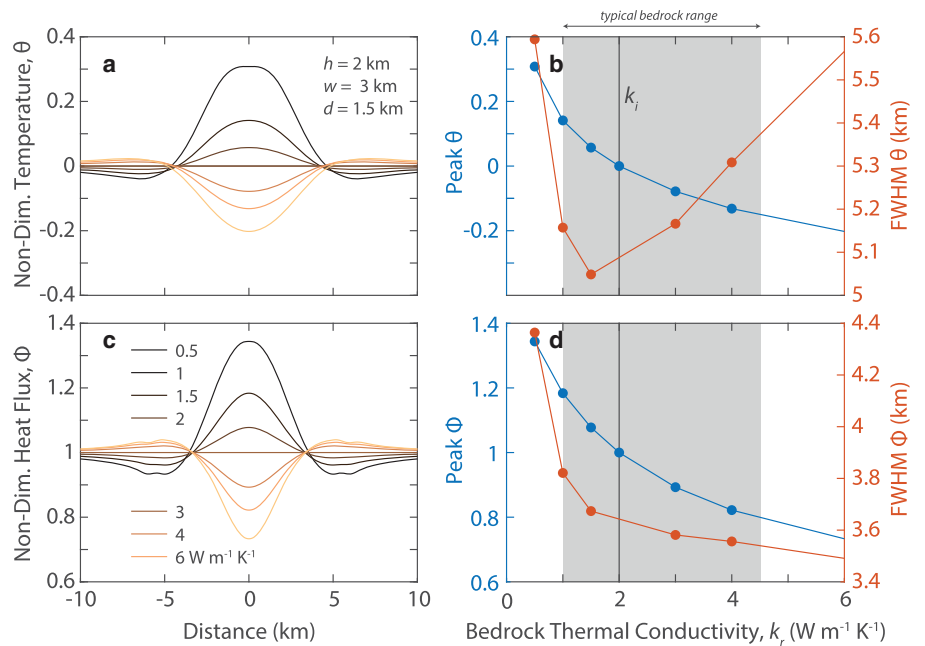 typical bedrock range
0.4
0.2
0
-0.2
-0.4
Non-Dim. Temperature, θ
a
h = 2 km
w = 3 km
d = 1.5 km
-10
-5
0
5
10
0.4
0.2
0
-0.2
Peak θ
b
k_i
5.6
5.5
5.3
5.2
5.1
5
FWHM θ (km)
1.4
1.2
1
0.8
0.6
Non-Dim. Heat Flux, Φ
c
0.5
1
1.5
2
3
4
6 W m⁻¹ K⁻¹
-10
-5
0
5
10
Distance (km)
1.4
1.2
1
0.8
0.6
Peak Φ
d
4.4
4.2
4
3.8
3.6
3.4
FWHM Φ (km)
0
2
4
6
Bedrock Thermal Conductivity, k_r (W m⁻¹ K⁻¹)